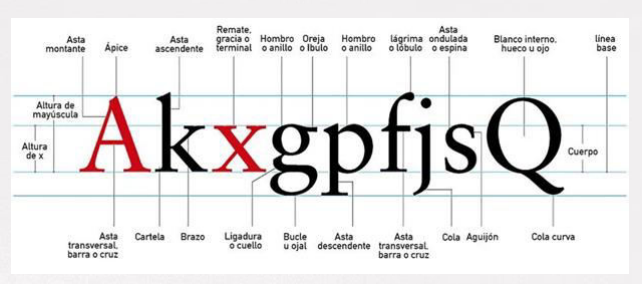 Asta
montante
Ápice
Asta
ascendente
Remate,
gracia o
terminal
Hombro
o anillo
Oreja
o lbulo
Hombro
o anillo
lágrima
o lóbulo
Asta
ondulada
o espina
Blanco interno,
hueco u ojo
línea
base
Altura de
mayúscula
Altura
de x
AkxgpfjsQ
Cuerpo
Asta
transversal,
barra o cruz
Cartela
Brazo
Ligadura
o cuello
Bucle
u ojal
Asta
descendente
Asta
transversal,
barra o cruz
Cola
Aguijón
Cola curva